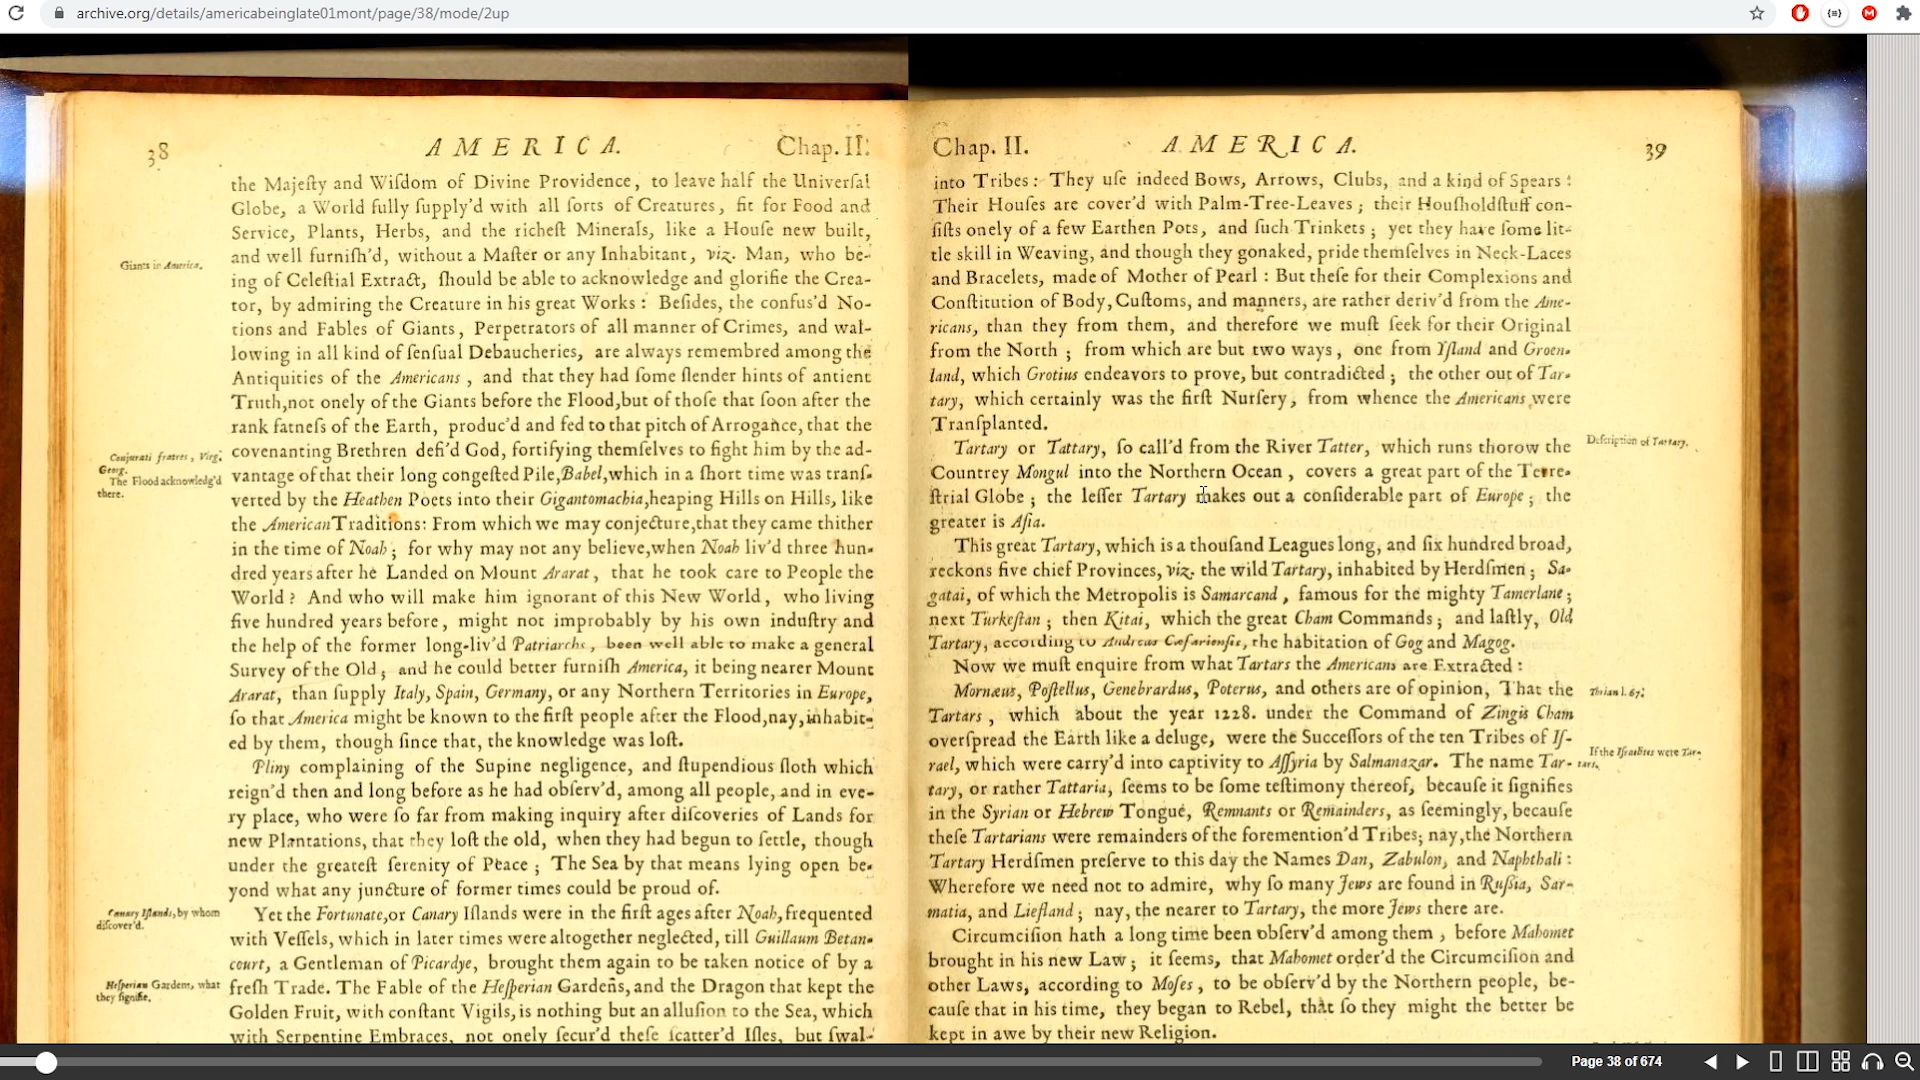 archive.org/details/americabeinglate01mont/page/38/mode/2up
38 AMERICA. Chap. II.
the Majeſty and Wiſdom of Divine Providence, to leave half the Univerſal
Globe, a World fully ſupply'd with all ſorts of Creatures, fit for Food and
Service, Plants, Herbs, and the richeſt Minerals, like a Houſe new built,
and well furniſh'd, without a Maſter or any Inhabitant, viz. Man, who be-
Giants in America.
ing of Celeſtial Extract, ſhould be able to acknowledge and glorifie the Crea-
tor, by admiring the Creature in his great Works: Beſides, the confus'd No-
tions and Fables of Giants, Perpetrators of all manner of Crimes, and wal-
lowing in all kind of ſenſual Debaucheries, are always remembred among the
Antiquities of the Americans, and that they had ſome ſlender hints of antient
Truth, not onely of the Giants before the Flood, but of thoſe that ſoon after the
rank fatneſs of the Earth, produc'd and fed to that pitch of Arrogance, that the
covenanting Brethren defi'd God, fortifying themſelves to fight him by the ad-
Conjurati fratres, Virg.
Georg.
The Flood acknowledg'd
there.
vantage of that their long congeſted Pile, Babel, which in a ſhort time was tranſ-
verted by the Heathen Poets into their Gigantomachia, heaping Hills on Hills, like
the American Traditions: From which we may conjecture, that they came thither
in the time of Noah; for why may not any believe, when Noah liv'd three hun-
dred years after he Landed on Mount Ararat, that he took care to People the
World? And who will make him ignorant of this New World, who living
five hundred years before, might not improbably by his own induſtry and
the help of the former long-liv'd Patriarchs, been well able to make a general
Survey of the Old; and he could better furniſh America, it being nearer Mount
Ararat, than ſupply Italy, Spain, Germany, or any Northern Territories in Europe,
ſo that America might be known to the firſt people after the Flood, nay, inhabit-
ed by them, though ſince that, the knowledge was loſt.
Pliny complaining of the Supine negligence, and ſtupendious ſloth which
reign'd then and long before as he had obſerv'd, among all people, and in eve-
ry place, who were ſo far from making inquiry after diſcoveries of Lands for
new Plantations, that they loſt the old, when they had begun to ſettle, though
under the greateſt ſerenity of Peace; The Sea by that means lying open be-
yond what any juncture of former times could be proud of.
Canary Iſlands, by whom
diſcover'd.
Yet the Fortunate, or Canary Iſlands were in the firſt ages after Noah, frequented
with Veſſels, which in later times were altogether neglected, till Guillaum Betan-
court, a Gentleman of Picardye, brought them again to be taken notice of by a
Heſperian Gardens, what
they ſignifie.
freſh Trade. The Fable of the Heſperian Gardens, and the Dragon that kept the
Golden Fruit, with conſtant Vigils, is nothing but an alluſion to the Sea, which
with Serpentine Embraces, not onely ſecur'd theſe ſcatter'd Iſles, but ſwal-
Chap. II. AMERICA. 39
into Tribes: They uſe indeed Bows, Arrows, Clubs, and a kind of Spears:
Their Houſes are cover'd with Palm-Tree-Leaves; their Houſholdſtuff con-
ſiſts onely of a few Earthen Pots, and ſuch Trinkets; yet they have ſome lit-
tle skill in Weaving, and though they go naked, pride themſelves in Neck-Laces
and Bracelets, made of Mother of Pearl: But theſe for their Complexions and
Conſtitution of Body, Cuſtoms, and manners, are rather deriv'd from the Ame-
ricans, than they from them, and therefore we muſt ſeek for their Original
from the North; from which are but two ways, one from Yſland and Groen-
land, which Grotius endeavors to prove, but contradicted; the other out of Tar-
tary, which certainly was the firſt Nurſery, from whence the Americans were
Tranſplanted.
Tartary or Tattary, ſo call'd from the River Tatter, which runs thorow the
Deſcription of Tartary.
Countrey Mongul into the Northern Ocean, covers a great part of the Terre-
ſtrial Globe; the leſſer Tartary makes out a conſiderable part of Europe; the
greater is Aſia.
This great Tartary, which is a thouſand Leagues long, and ſix hundred broad,
reckons five chief Provinces, viz. the wild Tartary, inhabited by Herdſmen; Sa-
gatai, of which the Metropolis is Samarcand, famous for the mighty Tamerlane;
next Turkeſtan; then Kitai, which the great Cham Commands; and laſtly, Old
Tartary, according to Andreas Cæſarienſis, the habitation of Gog and Magog.
Now we muſt enquire from what Tartars the Americans are Extracted:
Mornæus, Poſtellus, Genebrardus, Poterus, and others are of opinion, That the
Tartars, which about the year 1228. under the Command of Zingis Cham
overſpread the Earth like a deluge, were the Succeſſors of the ten Tribes of Iſ-
If the Iſraelites were Tar-
tars.
rael, which were carry'd into captivity to Aſſyria by Salmanazar. The name Tar-
tary, or rather Tattaria, ſeems to be ſome teſtimony thereof, becauſe it ſignifies
in the Syrian or Hebrew Tongue, Remnants or Remainders, as ſeemingly, becauſe
theſe Tartarians were remainders of the foremention'd Tribes; nay, the Northern
Tartary Herdſmen preſerve to this day the Names Dan, Zabulon, and Naphthali:
Wherefore we need not to admire, why ſo many Jews are found in Ruſſia, Sar-
matia, and Liefland; nay, the nearer to Tartary, the more Jews there are.
Circumciſion hath a long time been obſerv'd among them, before Mahomet
brought in his new Law; it ſeems, that Mahomet order'd the Circumciſion and
other Laws, according to Moſes, to be obſerv'd by the Northern people, be-
cauſe that in his time, they began to Rebel, that ſo they might the better be
kept in awe by their new Religion.
Page 38 of 674